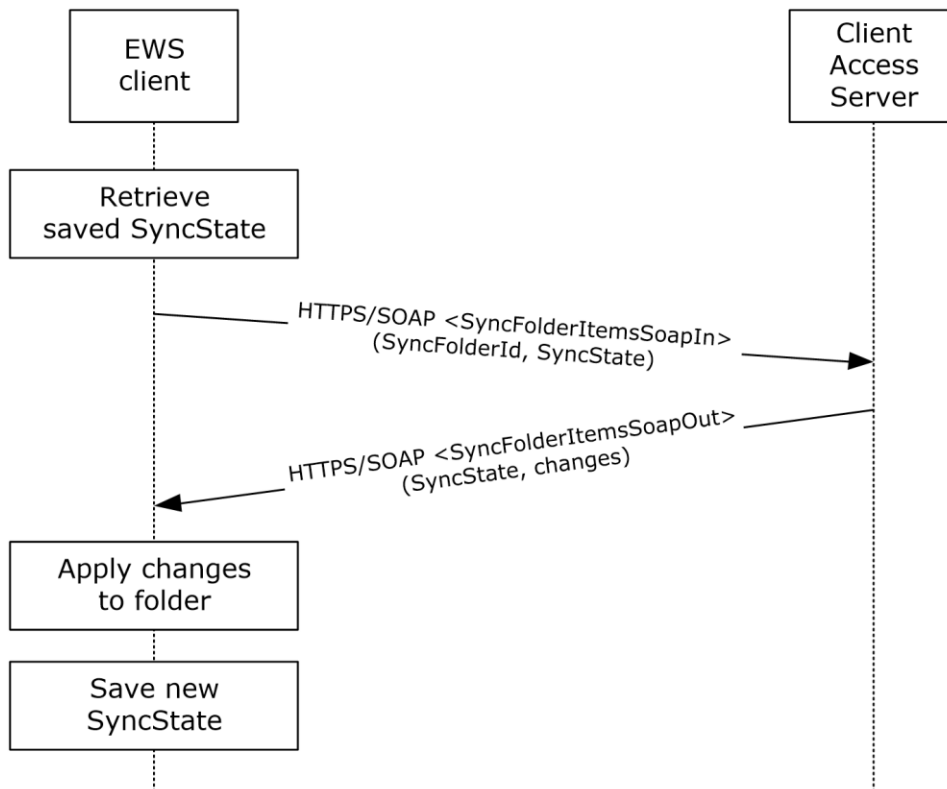 EWS
client
Client
Access
Server
Retrieve
saved SyncState
HTTPS/SOAP <SyncFolderItemsSoapIn>
(SyncFolderId, SyncState)
HTTPS/SOAP <SyncFolderItemsSoapOut>
(SyncState, changes)
Apply changes
to folder
Save new
SyncState